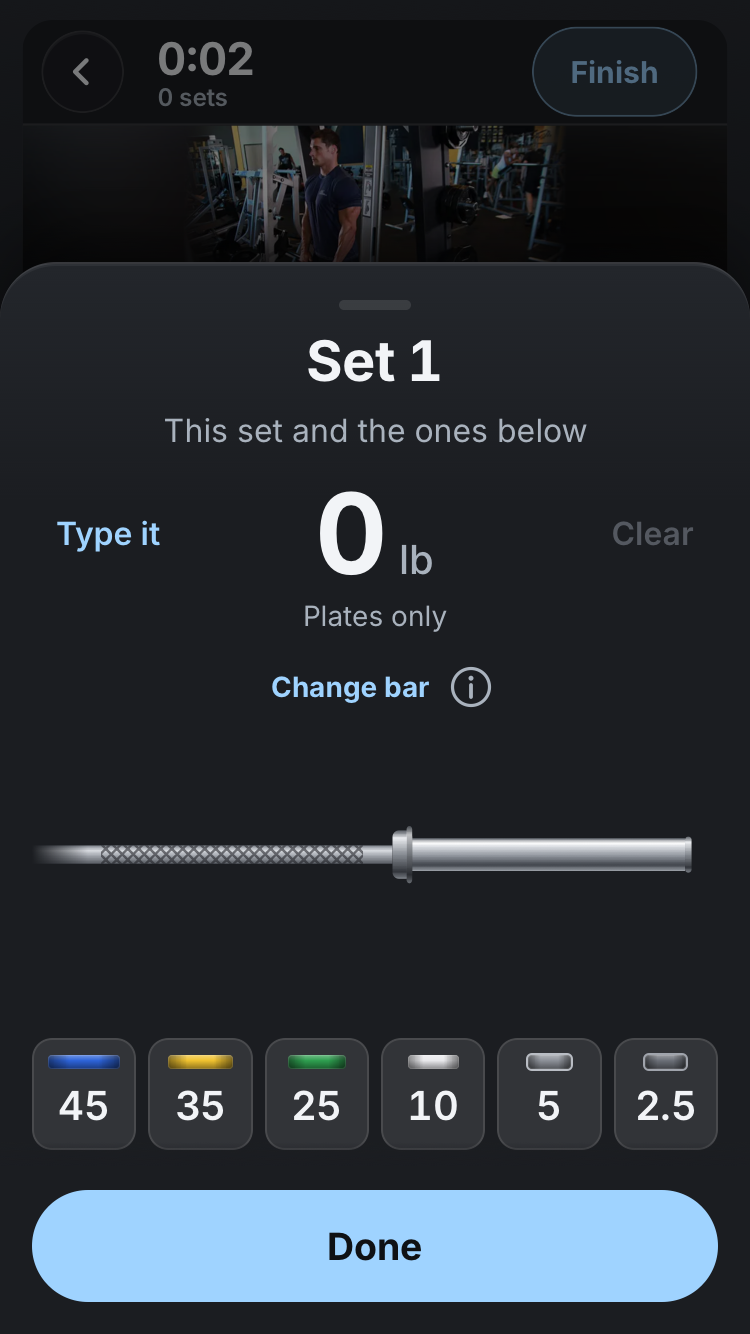 0:02
0 sets
Finish
Set 1
This set and the ones below
Type it
0 lb
Clear
Plates only
Change bar
45
35
25
10
5
2.5
Done